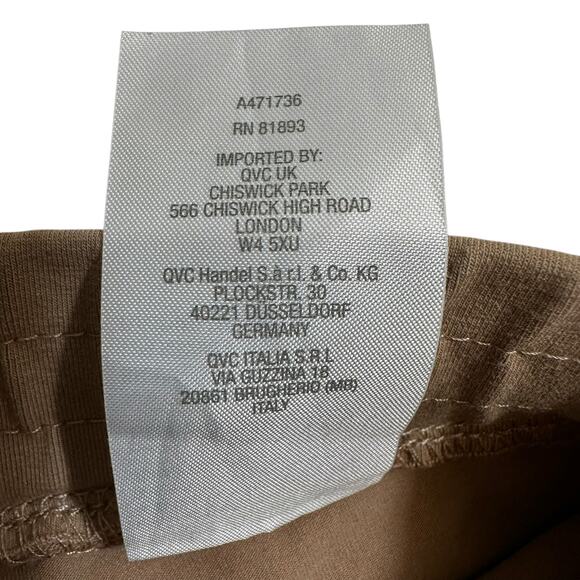 A471736
RN 81893
IMPORTED BY:
QVC UK
CHISWICK PARK
566 CHISWICK HIGH ROAD
LONDON
W4 5XU
QVC Handel S.à r.l. & Co. KG
PLOCKSTR. 30
40221 DÜSSELDORF
GERMANY
QVC ITALIA S.R.L
VIA GUZZINA 18
20861 BRUGHERIO (MB)
ITALY